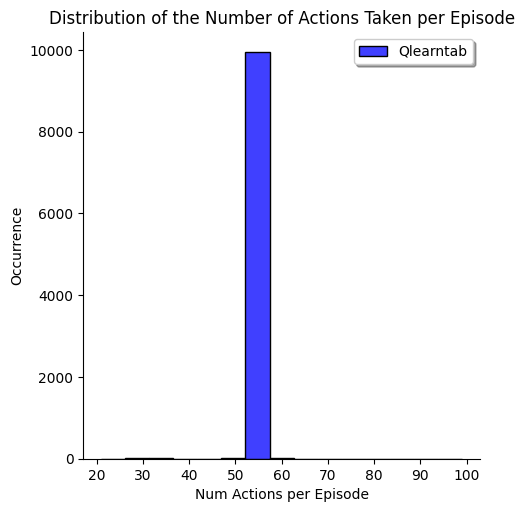 Distribution of the Number of Actions Taken per Episode
Qlearntab
10000
8000
6000
4000
2000
0
Occurrence
20 30 40 50 60 70 80 90 100
Num Actions per Episode